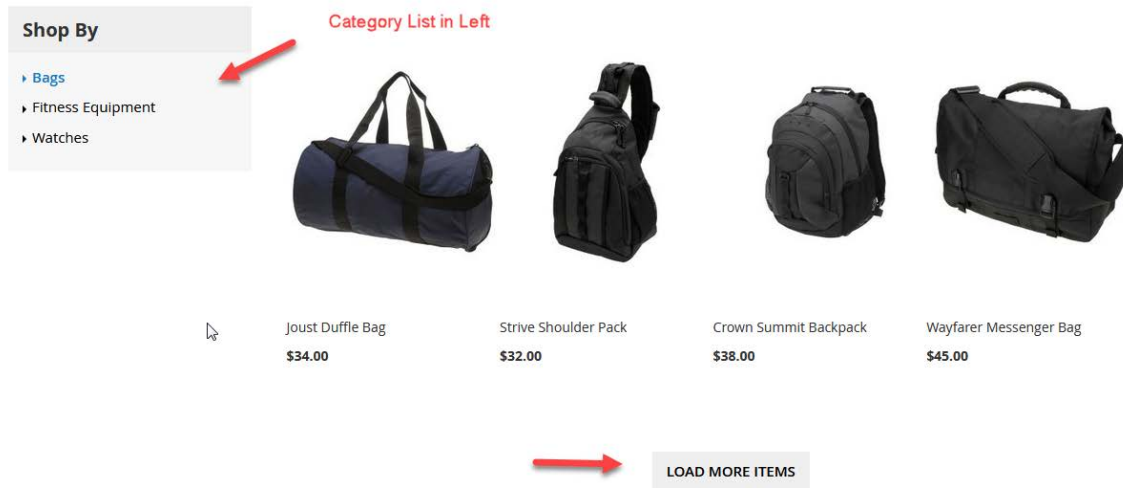 Category List in Left
Shop By
Bags
Fitness Equipment
Watches
Joust Duffle Bag
$34.00
Strive Shoulder Pack
$32.00
Crown Summit Backpack
$38.00
Wayfarer Messenger Bag
$45.00
LOAD MORE ITEMS